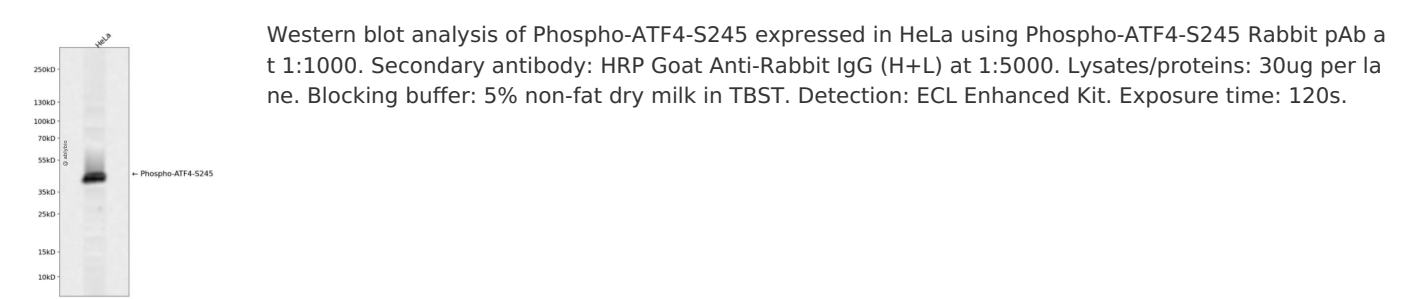 HeLa
250kD
130kD
100kD
70kD
55kD
35kD
25kD
15kD
10kD
@ ablybio
← Phospho-ATF4-S245
Western blot analysis of Phospho-ATF4-S245 expressed in HeLa using Phospho-ATF4-S245 Rabbit pAb a
t 1:1000. Secondary antibody: HRP Goat Anti-Rabbit IgG (H+L) at 1:5000. Lysates/proteins: 30ug per la
ne. Blocking buffer: 5% non-fat dry milk in TBST. Detection: ECL Enhanced Kit. Exposure time: 120s.